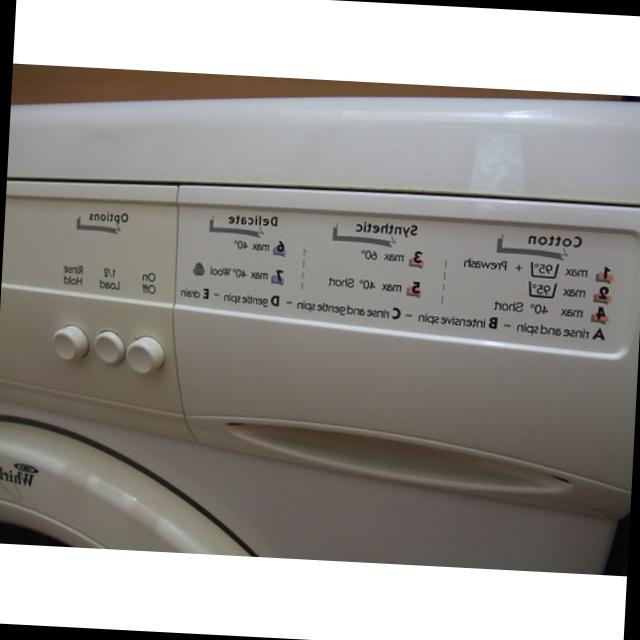 Cotton
1 max 95° + Prewash
2 max 95°
4 max 40° Short
Synthetic
3 max 60°
5 max 40° Short
Delicate
6 max 40°
7 max 40° Wool
A rinse and spin - B intensive spin - C rinse and gentle spin - D gentle spin - E drain
Options
On
Off
1/2
Load
Rinse
Hold